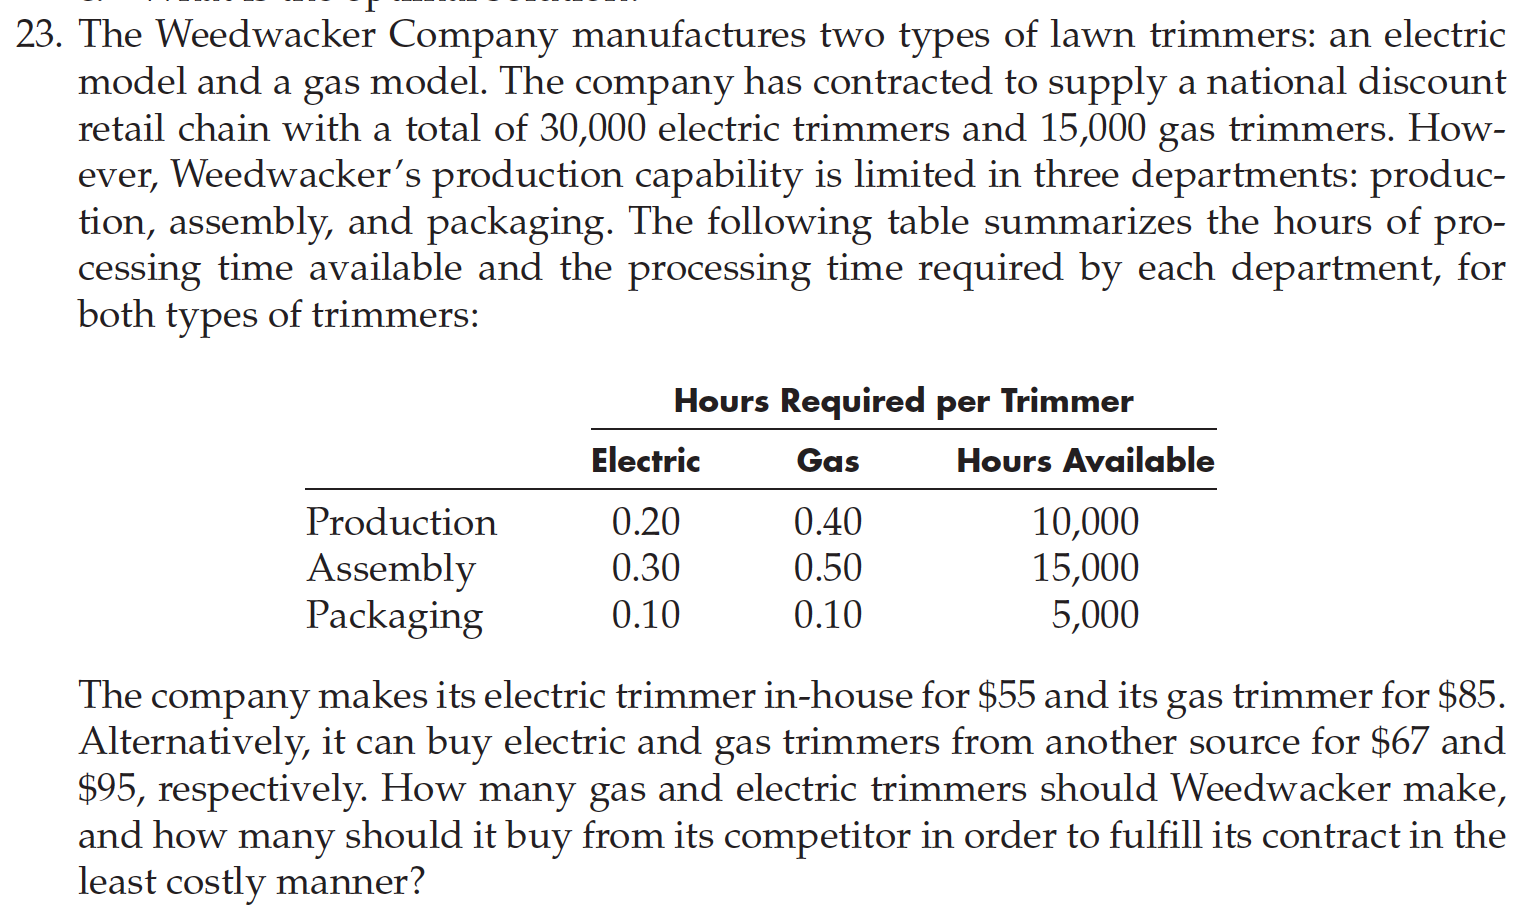 23. The Weedwacker Company manufactures two types of lawn trimmers: an electric
model and a gas model. The company has contracted to supply a national discount
retail chain with a total of 30,000 electric trimmers and 15,000 gas trimmers. How-
ever, Weedwacker's production capability is limited in three departments: produc-
tion, assembly, and packaging. The following table summarizes the hours of pro-
cessing time available and the processing time required by each department, for
both types of trimmers:
Hours Required per Trimmer
Electric Gas Hours Available
Production 0.20 0.40 10,000
Assembly 0.30 0.50 15,000
Packaging 0.10 0.10 5,000
The company makes its electric trimmer in-house for $55 and its gas trimmer for $85.
Alternatively, it can buy electric and gas trimmers from another source for $67 and
$95, respectively. How many gas and electric trimmers should Weedwacker make,
and how many should it buy from its competitor in order to fulfill its contract in the
least costly manner?